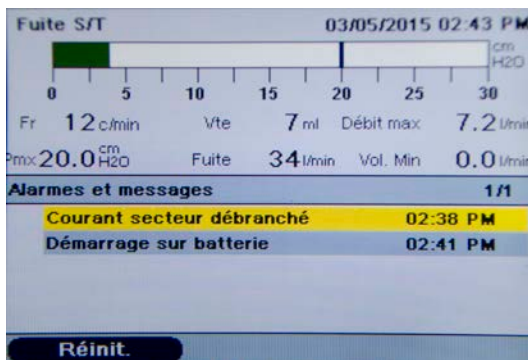 Fuite S/T 03/05/2015 02:43 PM
cm
H2O
0 5 10 15 20 25 30
Fr 12 c/min Vte 7 ml Débit max 7.2 l/min
Pmx 20.0 cm H2O Fuite 34 l/min Vol. Min 0.0 l/min
Alarmes et messages 1/1
Courant secteur débranché 02:38 PM
Démarrage sur batterie 02:41 PM
Réinit.